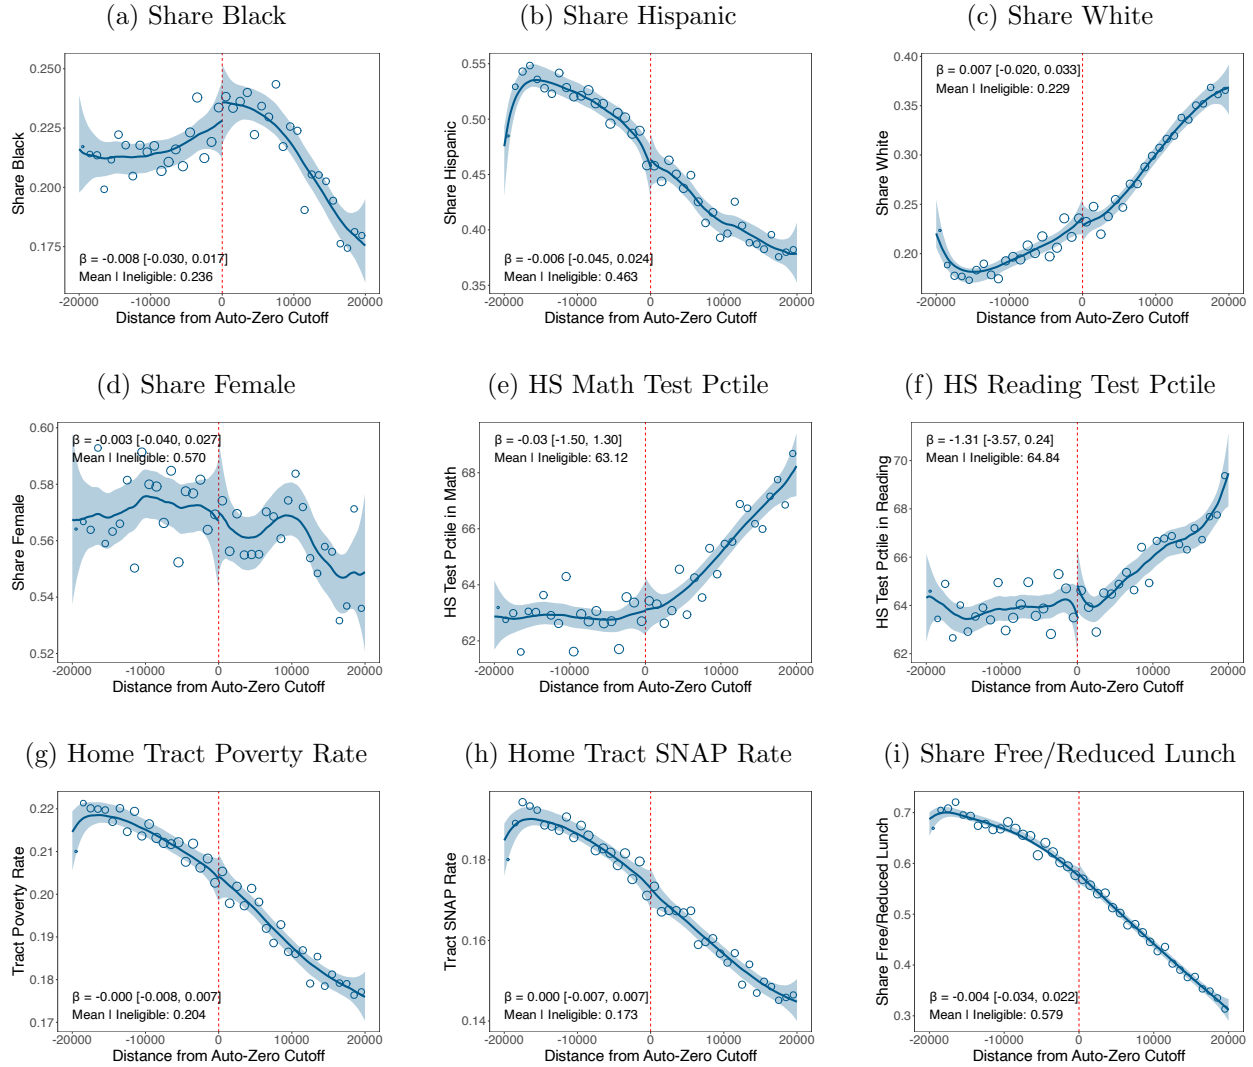 (a) Share Black
(b) Share Hispanic
(c) Share White
0.250
0.225
0.200
0.175
Share Black
β = -0.008 [-0.030, 0.017]
Mean | Ineligible: 0.236
-20000 -10000 0 10000 20000
Distance from Auto-Zero Cutoff
0.55
0.50
0.45
0.40
0.35
Share Hispanic
β = -0.006 [-0.045, 0.024]
Mean | Ineligible: 0.463
-20000 -10000 0 10000 20000
Distance from Auto-Zero Cutoff
0.40
0.35
0.30
0.25
0.20
Share White
β = 0.007 [-0.020, 0.033]
Mean | Ineligible: 0.229
-20000 -10000 0 10000 20000
Distance from Auto-Zero Cutoff
(d) Share Female
(e) HS Math Test Pctile
(f) HS Reading Test Pctile
0.60
0.58
0.56
0.54
0.52
Share Female
β = -0.003 [-0.040, 0.027]
Mean | Ineligible: 0.570
-20000 -10000 0 10000 20000
Distance from Auto-Zero Cutoff
68
66
64
62
HS Test Pctile in Math
β = -0.03 [-1.50, 1.30]
Mean | Ineligible: 63.12
-20000 -10000 0 10000 20000
Distance from Auto-Zero Cutoff
70
68
66
64
62
HS Test Pctile in Reading
β = -1.31 [-3.57, 0.24]
Mean | Ineligible: 64.84
-20000 -10000 0 10000 20000
Distance from Auto-Zero Cutoff
(g) Home Tract Poverty Rate
(h) Home Tract SNAP Rate
(i) Share Free/Reduced Lunch
0.22
0.21
0.20
0.19
0.18
0.17
Tract Poverty Rate
β = -0.000 [-0.008, 0.007]
Mean | Ineligible: 0.204
-20000 -10000 0 10000 20000
Distance from Auto-Zero Cutoff
0.18
0.16
0.14
Tract SNAP Rate
β = 0.000 [-0.007, 0.007]
Mean | Ineligible: 0.173
-20000 -10000 0 10000 20000
Distance from Auto-Zero Cutoff
0.7
0.6
0.5
0.4
0.3
Share Free/Reduced Lunch
β = -0.004 [-0.034, 0.022]
Mean | Ineligible: 0.579
-20000 -10000 0 10000 20000
Distance from Auto-Zero Cutoff